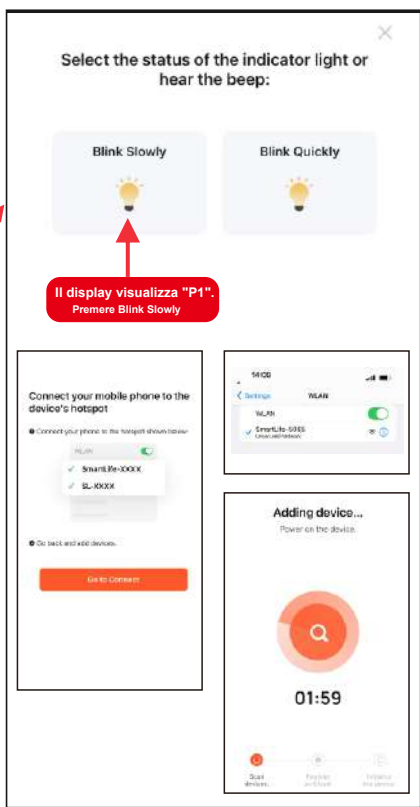 Select the status of the indicator light or
hear the beep:
Blink Slowly
Blink Quickly
Il display visualizza "P1".
Premere Blink Slowly
Connect your mobile phone to the
device's hotspot
Connect your phone to the hotspot shown below:
WLAN
SmartLife-XXXX
SL-XXXX
Go back and add devices.
Go to Connect
Settings
WLAN
WLAN
Adding device...
Power on the device.
01:59
Scan
devices.